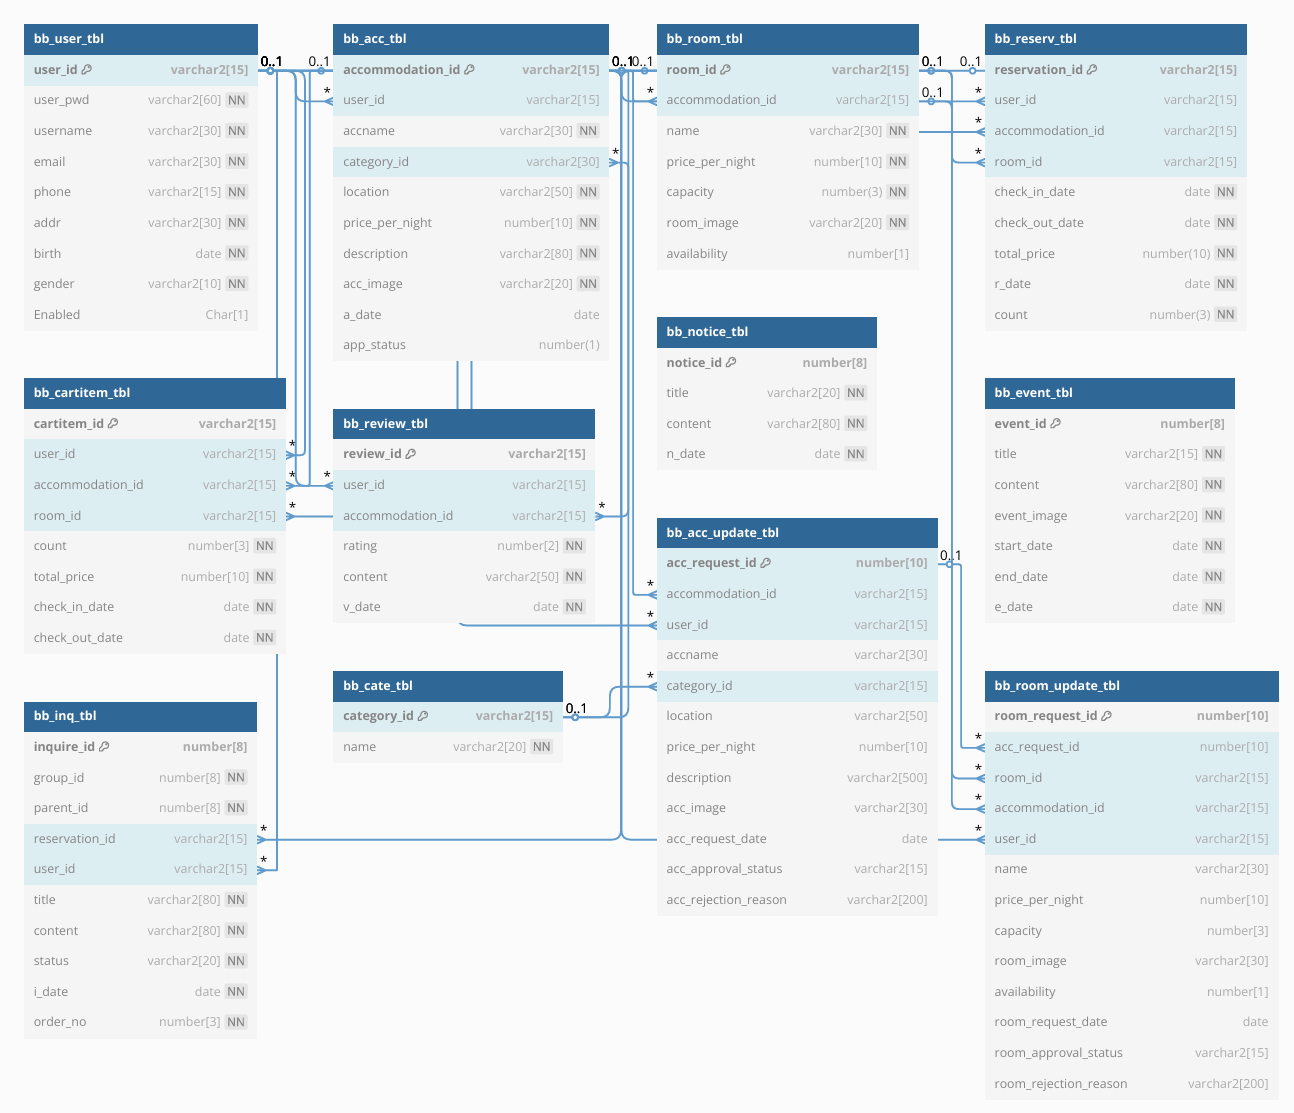 bb_user_tbl
user_id varchar2[15]
user_pwd varchar2[60] NN
username varchar2[30] NN
email varchar2[30] NN
phone varchar2[15] NN
addr varchar2[30] NN
birth date NN
gender varchar2[10] NN
Enabled Char[1]
0..1
0..1
*
bb_acc_tbl
accommodation_id varchar2[15]
user_id varchar2[15]
accname varchar2[30] NN
category_id varchar2[30]
location varchar2[50] NN
price_per_night number[10] NN
description varchar2[80] NN
acc_image varchar2[20] NN
a_date date
app_status number(1)
0..1
0..1
*
*
bb_room_tbl
room_id varchar2[15]
accommodation_id varchar2[15]
name varchar2[30] NN
price_per_night number[10] NN
capacity number(3) NN
room_image varchar2[20] NN
availability number[1]
0..1
0..1
0..1
*
*
*
bb_reserv_tbl
reservation_id varchar2[15]
user_id varchar2[15]
accommodation_id varchar2[15]
room_id varchar2[15]
check_in_date date NN
check_out_date date NN
total_price number(10) NN
r_date date NN
count number(3) NN
bb_cartitem_tbl
cartitem_id varchar2[15]
user_id varchar2[15]
accommodation_id varchar2[15]
room_id varchar2[15]
count number[3] NN
total_price number[10] NN
check_in_date date NN
check_out_date date NN
*
*
*
*
bb_review_tbl
review_id varchar2[15]
user_id varchar2[15]
accommodation_id varchar2[15]
rating number[2] NN
content varchar2[50] NN
v_date date NN
*
bb_notice_tbl
notice_id number[8]
title varchar2[20] NN
content varchar2[80] NN
n_date date NN
bb_event_tbl
event_id number[8]
title varchar2[15] NN
content varchar2[80] NN
event_image varchar2[20] NN
start_date date NN
end_date date NN
e_date date NN
*
*
*
bb_acc_update_tbl
acc_request_id number[10]
accommodation_id varchar2[15]
user_id varchar2[15]
accname varchar2[30]
category_id varchar2[15]
location varchar2[50]
price_per_night number[10]
description varchar2[500]
acc_image varchar2[30]
acc_request_date date
acc_approval_status varchar2[15]
acc_rejection_reason varchar2[200]
0..1
bb_cate_tbl
category_id varchar2[15]
name varchar2[20] NN
0..1
bb_inq_tbl
inquire_id number[8]
group_id number[8] NN
parent_id number[8] NN
reservation_id varchar2[15]
user_id varchar2[15]
title varchar2[80] NN
content varchar2[80] NN
status varchar2[20] NN
i_date date NN
order_no number[3] NN
*
*
*
*
*
*
bb_room_update_tbl
room_request_id number[10]
acc_request_id number[10]
room_id varchar2[15]
accommodation_id varchar2[15]
user_id varchar2[15]
name varchar2[30]
price_per_night number[10]
capacity number[3]
room_image varchar2[30]
availability number[1]
room_request_date date
room_approval_status varchar2[15]
room_rejection_reason varchar2[200]